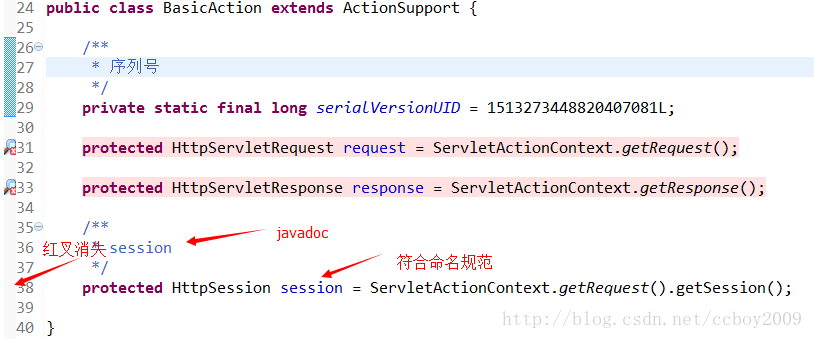 24 public class BasicAction extends ActionSupport {
25
26 /**
27 * 序列号
28 */
29 private static final long serialVersionUID = 1513273448820407081L;
30
31 protected HttpServletRequest request = ServletActionContext.getRequest();
32
33 protected HttpServletResponse response = ServletActionContext.getResponse();
34
35 /**
javadoc
36 session
红叉消失
37 */
符合命名规范
38 protected HttpSession session = ServletActionContext.getRequest().getSession();
39
http://blog.csdn.net/ccboy2009
40 }